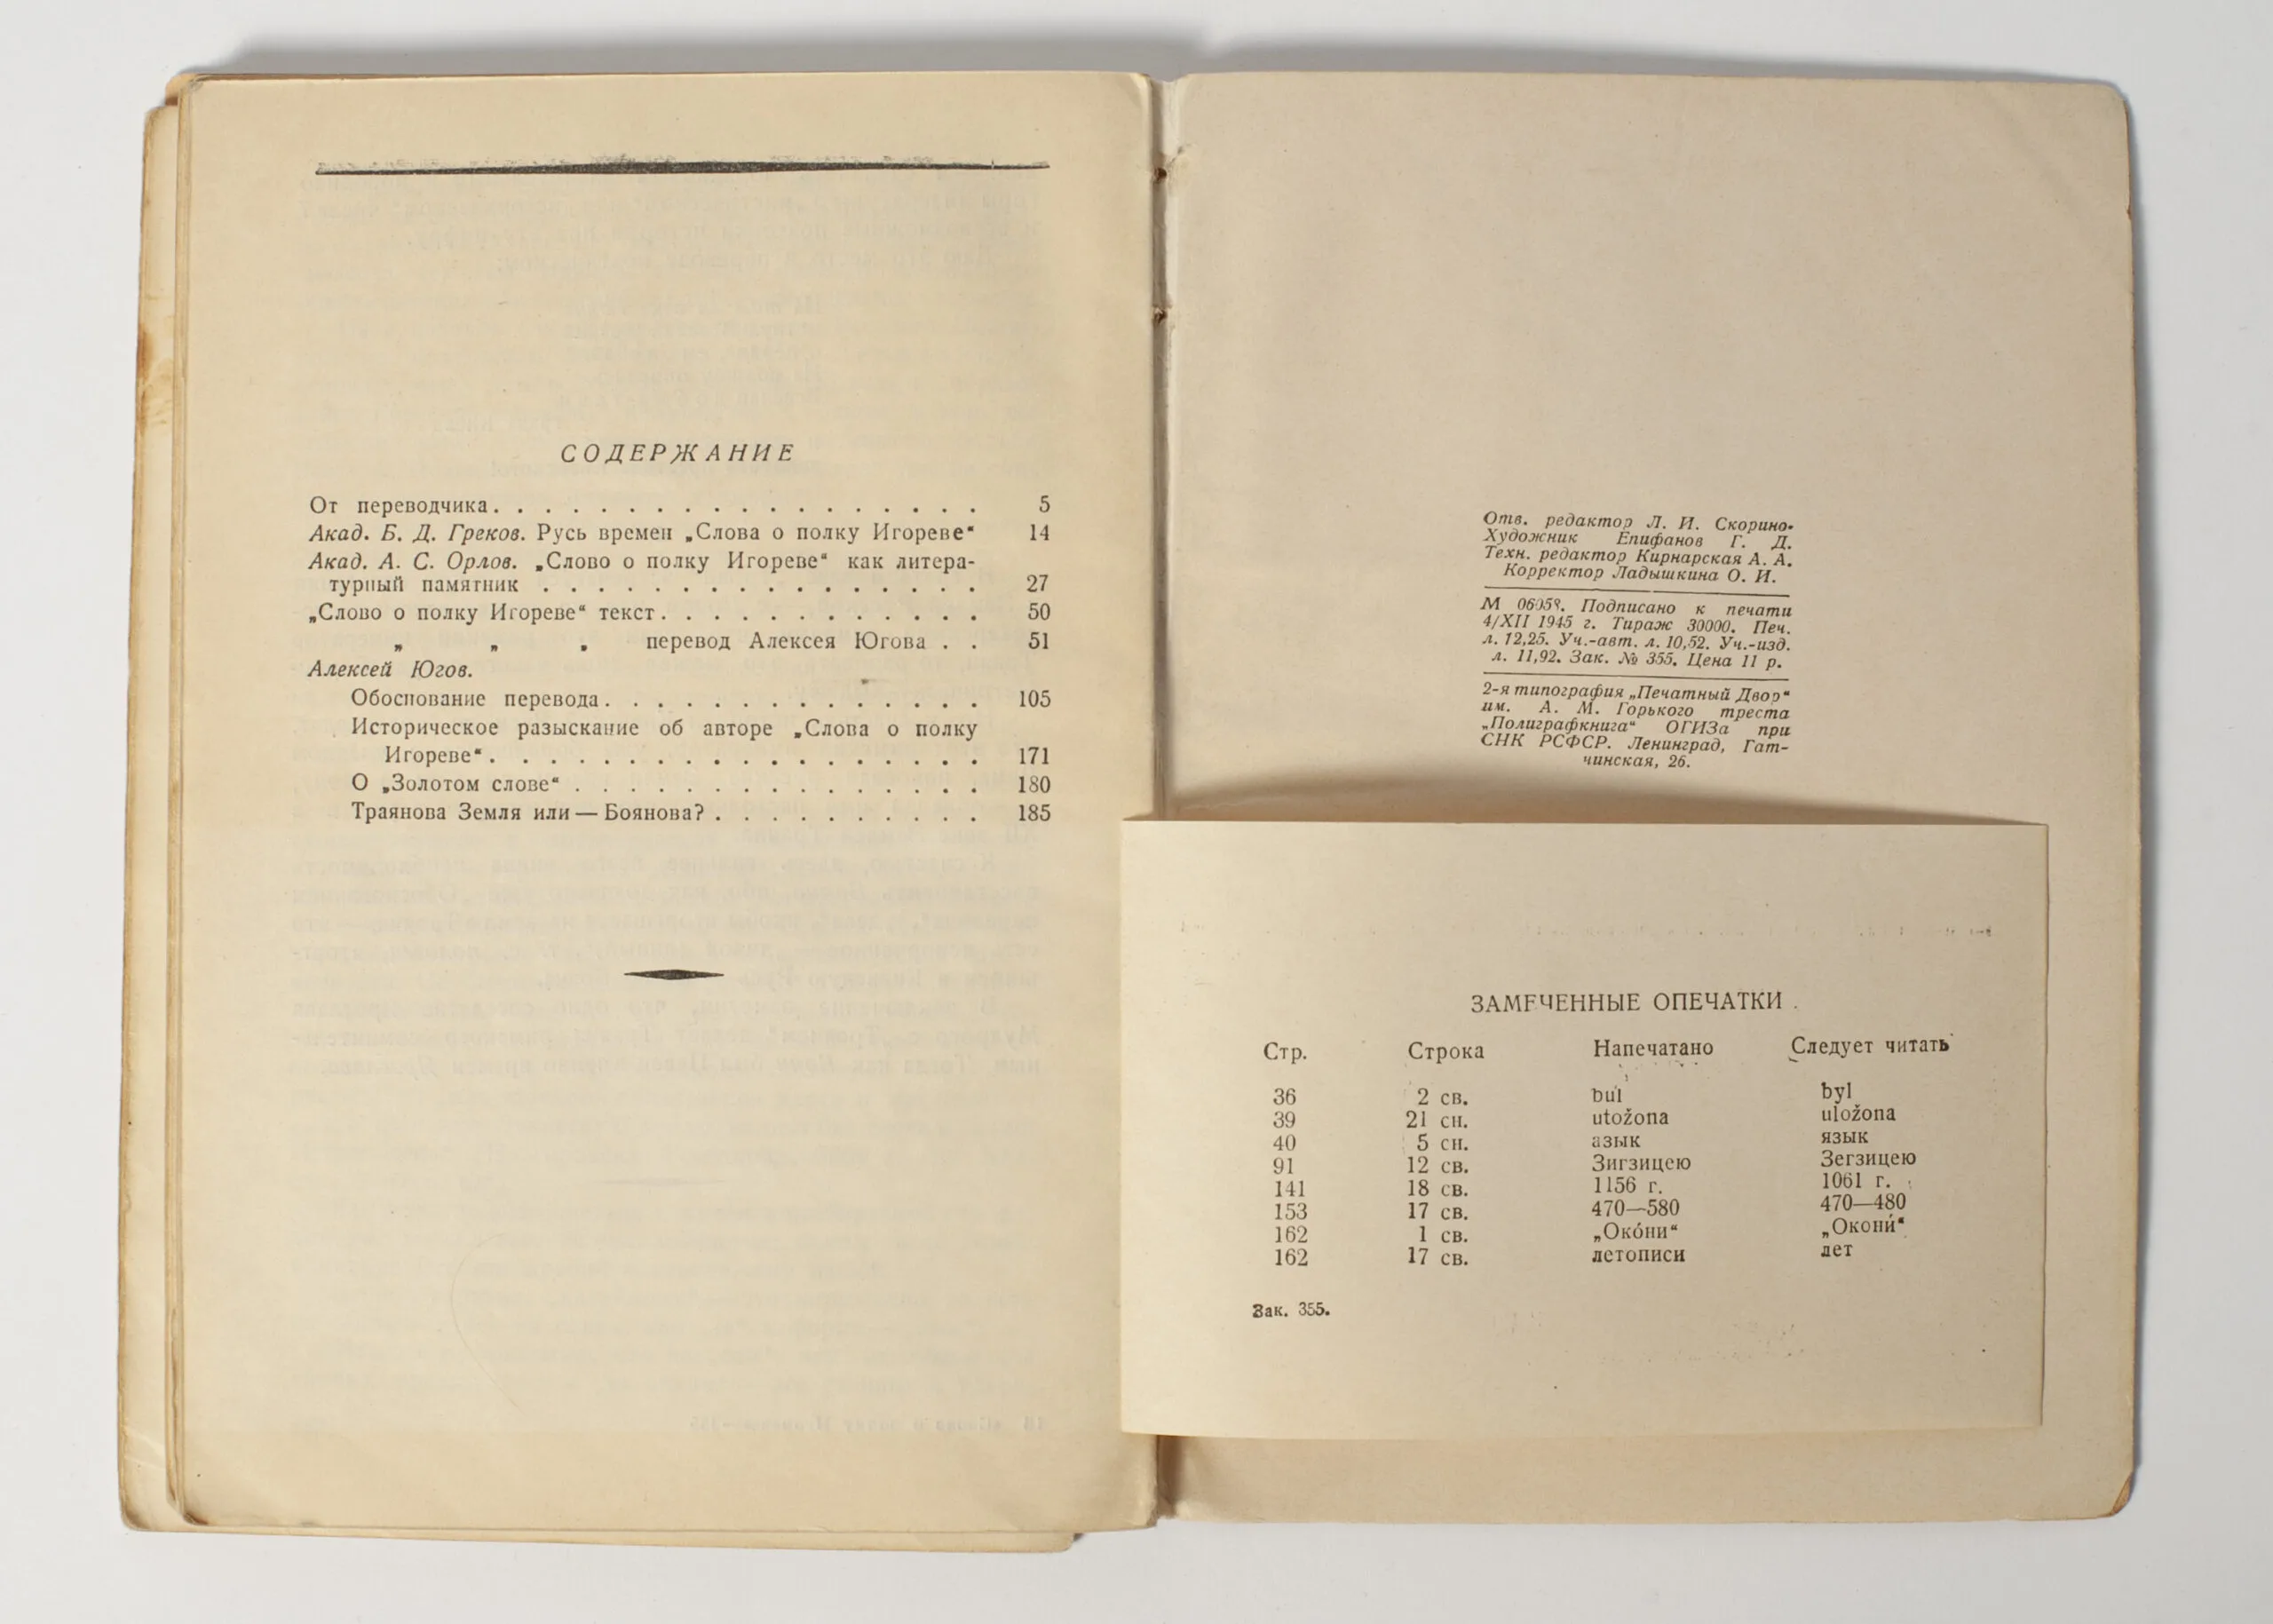 СОДЕРЖАНИЕ
От переводчика. . . . . . . . . . . . . . . . . . 5
Акад. Б. Д. Греков. Русь времен „Слова о полку Игореве“ 14
Акад. А. С. Орлов. „Слово о полку Игореве“ как литера-
турный памятник . . . . . . . . . . . . . . . . 27
„Слово о полку Игореве“ текст. . . . . . . . . . . . 50
„ „ „ перевод Алексея Югова . . 51
Алексей Югов.
Обоснование перевода. . . . . . . . . . . . . . 105
Историческое разыскание об авторе „Слова о полку
Игореве“. . . . . . . . . . . . . . . . . . 171
О „Золотом слове“ . . . . . . . . . . . . . . . 180
Траянова Земля или — Боянова? . . . . . . . . . . 185
Отв. редактор Л. И. Скорино.
Художник Епифанов Г. Д.
Техн. редактор Кирнарская А. А.
Корректор Ладышкина О. И.
М 06058. Подписано к печати
4/XII 1945 г. Тираж 30000. Печ.
л. 12,25. Уч.-авт. л. 10,52. Уч.-изд.
л. 11,92. Зак. № 355. Цена 11 р.
2-я типография „Печатный Двор“
им. А. М. Горького треста
„Полиграфкнига“ ОГИЗа при
СНК РСФСР. Ленинград, Гат-
чинская, 26.
ЗАМЕЧЕННЫЕ ОПЕЧАТКИ
Стр. Строка Напечатано Следует читать
36 2 св. bul byl
39 21 сн. utožona uložona
40 5 сн. азык язык
91 12 св. Зигзицею Зегзицею
141 18 св. 1156 г. 1061 г.
153 17 св. 470—580 470—480
162 1 св. „Око́ни“ „Окони́“
162 17 св. летописи лет
Зак. 355.